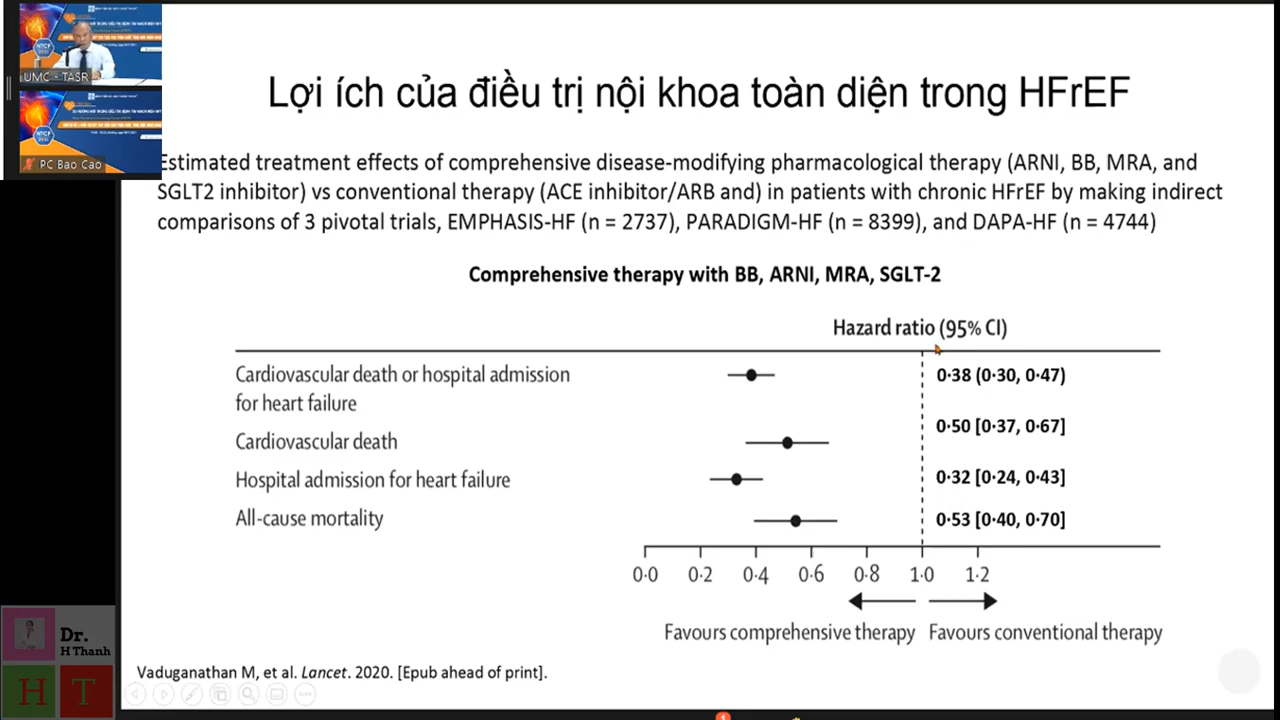 UMC - TASR
PC Bao Cao
Lợi ích của điều trị nội khoa toàn diện trong HFrEF
Estimated treatment effects of comprehensive disease-modifying pharmacological therapy (ARNI, BB, MRA, and
SGLT2 inhibitor) vs conventional therapy (ACE inhibitor/ARB and) in patients with chronic HFrEF by making indirect
comparisons of 3 pivotal trials, EMPHASIS-HF (n = 2737), PARADIGM-HF (n = 8399), and DAPA-HF (n = 4744)
Comprehensive therapy with BB, ARNI, MRA, SGLT-2
Hazard ratio (95% CI)
Cardiovascular death or hospital admission 0·38 (0·30, 0·47)
for heart failure
0·50 [0·37, 0·67]
Cardiovascular death
Hospital admission for heart failure 0·32 [0·24, 0·43]
All-cause mortality 0·53 [0·40, 0·70]
0·0 0·2 0·4 0·6 0·8 1·0 1·2
Favours comprehensive therapy Favours conventional therapy
Dr.
H Thanh
H T
Vaduganathan M, et al. Lancet. 2020. [Epub ahead of print].